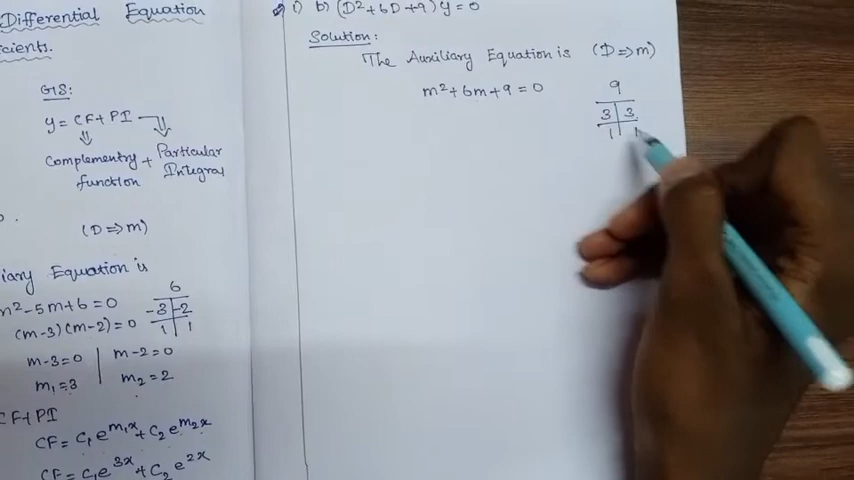 Differential Equation
cients.
GS:
y = CF + PI
Complementry + Particular
function Integral
(D ⇒ m)
iary Equation is
m²-5m+6=0
6
(m-3)(m-2)=0
-3 -2
1 1
m-3=0 | m-2=0
m₁=3 m₂=2
CF+PI
CF = C₁e^m₁x + C₂e^m₂x
CF = C₁e^3x + C₂e^2x
1) b) (D²+6D+9)y=0
Solution:
The Auxiliary Equation is (D ⇒ m)
m²+6m+9=0
9
3 3
1 1